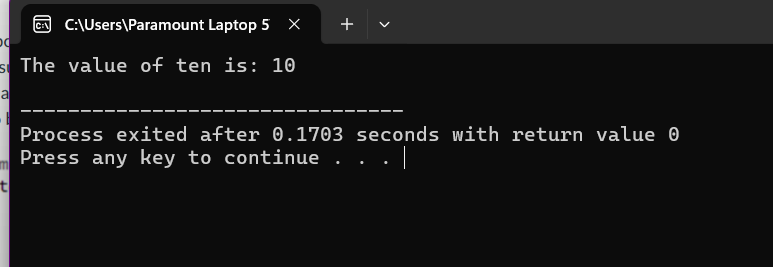 C:\Users\Paramount Laptop 5
The value of ten is: 10
--------------------------------
Process exited after 0.1703 seconds with return value 0
Press any key to continue . . .